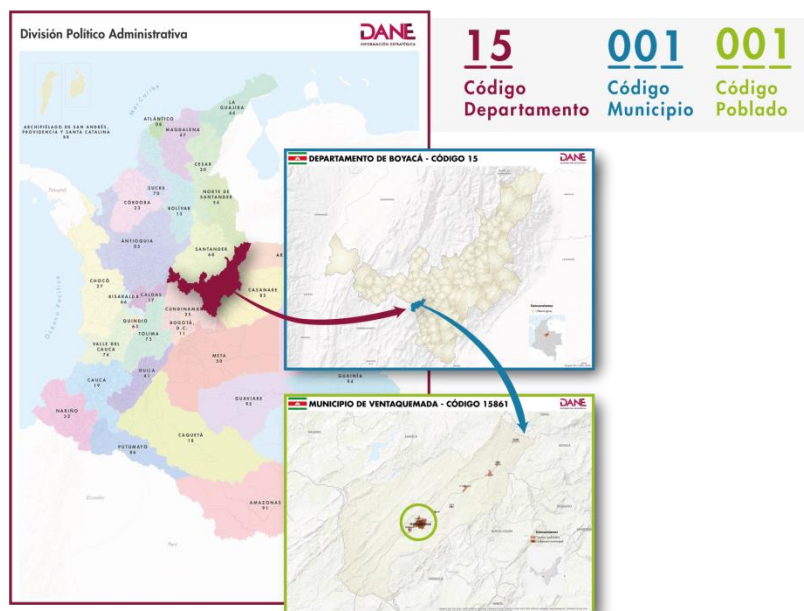 División Político Administrativa
DANE
INFORMACIÓN ESTRATÉGICA
15
Código
Departamento
001
Código
Municipio
001
Código
Poblado
Mar Caribe
LA
GUAJIRA
44
ARCHIPIÉLAGO DE SAN ANDRÉS,
PROVIDENCIA Y SANTA CATALINA
88
ATLÁNTICO
08
MAGDALENA
47
CESAR
20
Panamá
SUCRE
70
CÓRDOBA
23
BOLÍVAR
13
NORTE DE
SANTANDER
54
ANTIOQUIA
05
SANTANDER
68
CHOCÓ
27
RISARALDA
66
CALDAS
17
CASANARE
85
CUNDINAMARCA
25
BOGOTÁ,
D.C.
11
QUINDIO
63
TOLIMA
73
VALLE DEL
CAUCA
76
META
50
HUILA
41
CAUCA
19
GUAINÍA
94
GUAVIARE
95
NARIÑO
52
PUTUMAYO
86
CAQUETÁ
18
AMAZONAS
91
Océano Pacífico
Ecuador
Perú
DEPARTAMENTO DE BOYACÁ - CÓDIGO 15
DANE
MUNICIPIO DE VENTAQUEMADA - CÓDIGO 15861
DANE